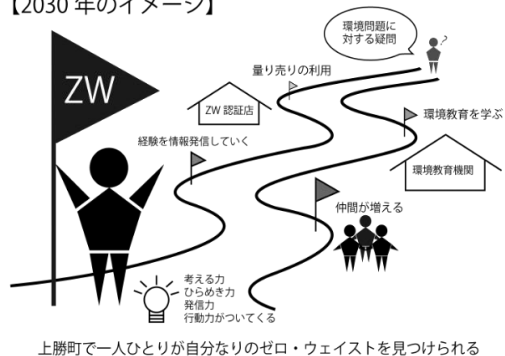 【2030 年のイメージ】
環境問題に
対する疑問
?
量り売りの利用
ZW
ZW 認証店
環境教育を学ぶ
経験を情報発信していく
環境教育機関
仲間が増える
考える力
ひらめき力
発信力
行動力がついてくる
上勝町で一人ひとりが自分なりのゼロ・ウェイストを見つけられる